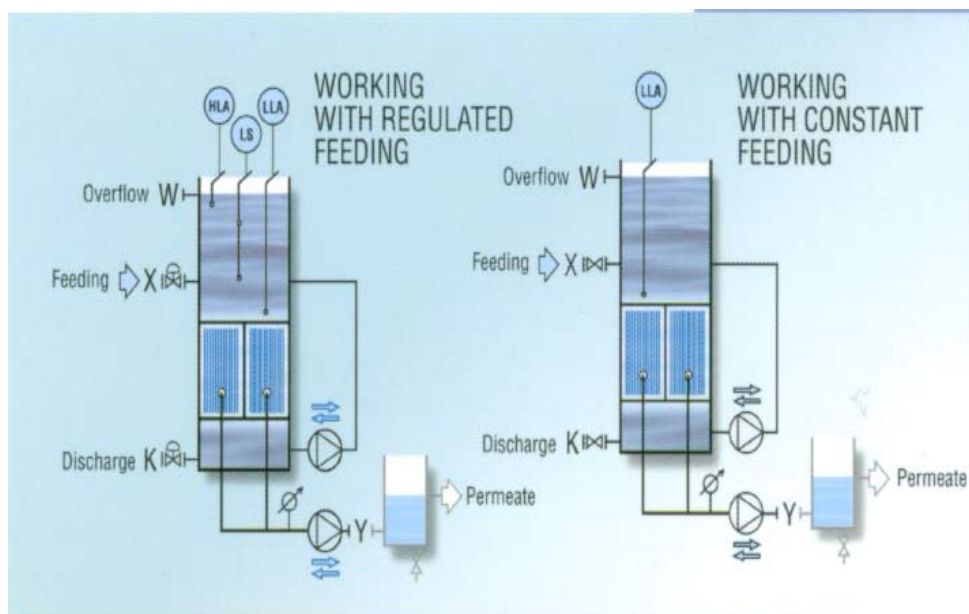 HLA
LS
LLA
WORKING
WITH REGULATED
FEEDING
Overflow W
Feeding X
Discharge K
Y
Permeate
LLA
WORKING
WITH CONSTANT
FEEDING
Overflow W
Feeding X
Discharge K
Y
Permeate